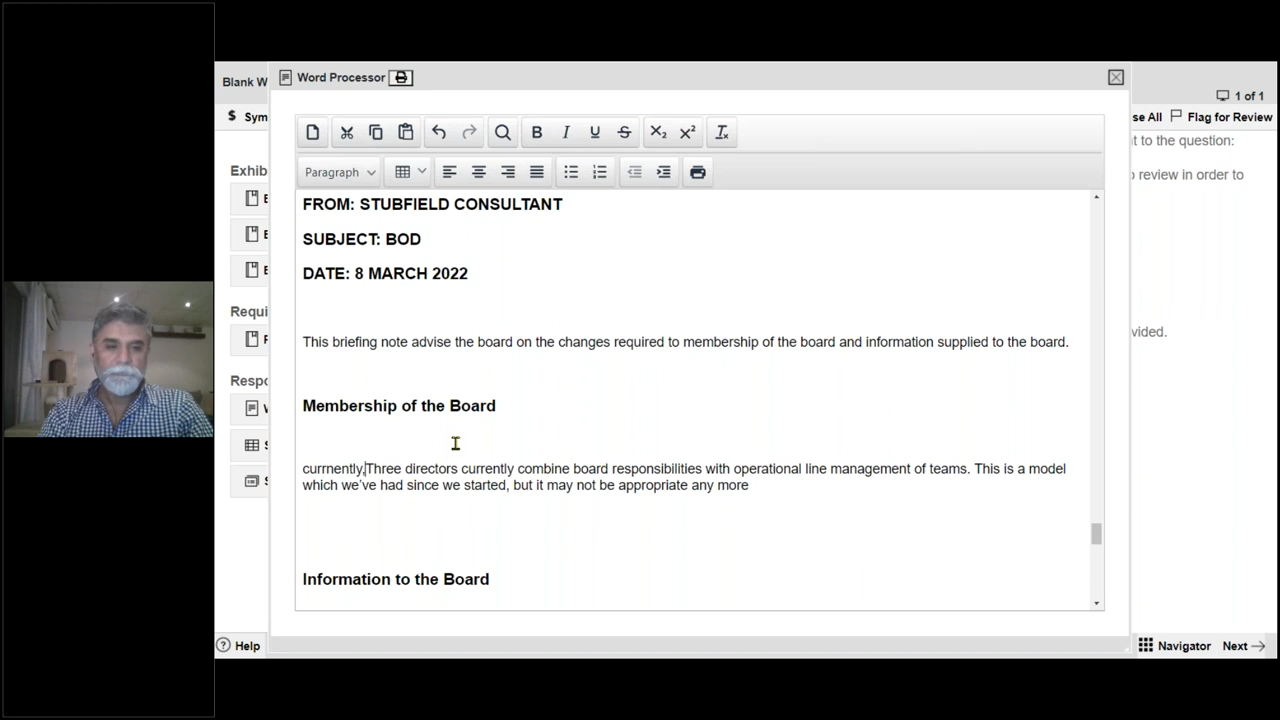 Blank W
Word Processor
1 of 1
$ Sym
se All
Flag for Review
B I U S X₂ X² Ix
Paragraph
t to the question:
review in order to
Exhib
E
E
E
Requi
Respo
vided.
FROM: STUBFIELD CONSULTANT
SUBJECT: BOD
DATE: 8 MARCH 2022
This briefing note advise the board on the changes required to membership of the board and information supplied to the board.
Membership of the Board
currnently,Three directors currently combine board responsibilities with operational line management of teams. This is a model
which we've had since we started, but it may not be appropriate any more
Information to the Board
Help
Navigator
Next